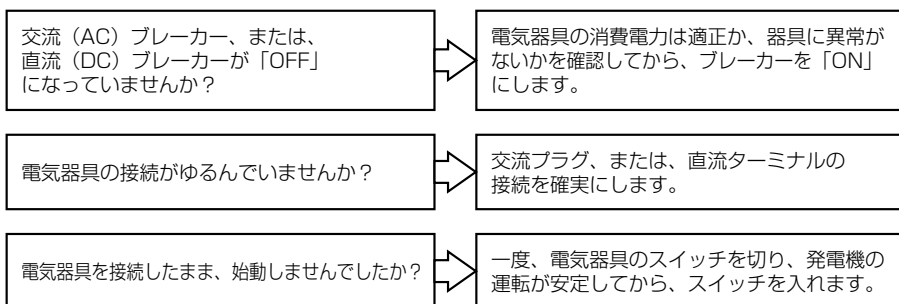 交流（AC）ブレーカー、または、
直流（DC）ブレーカーが「OFF」
になっていませんか？
電気器具の消費電力は適正か、器具に異常が
ないかを確認してから、ブレーカーを「ON」
にします。
電気器具の接続がゆるんでいませんか？
交流プラグ、または、直流ターミナルの
接続を確実にします。
電気器具を接続したまま、始動しませんでしたか？
一度、電気器具のスイッチを切り、発電機の
運転が安定してから、スイッチを入れます。